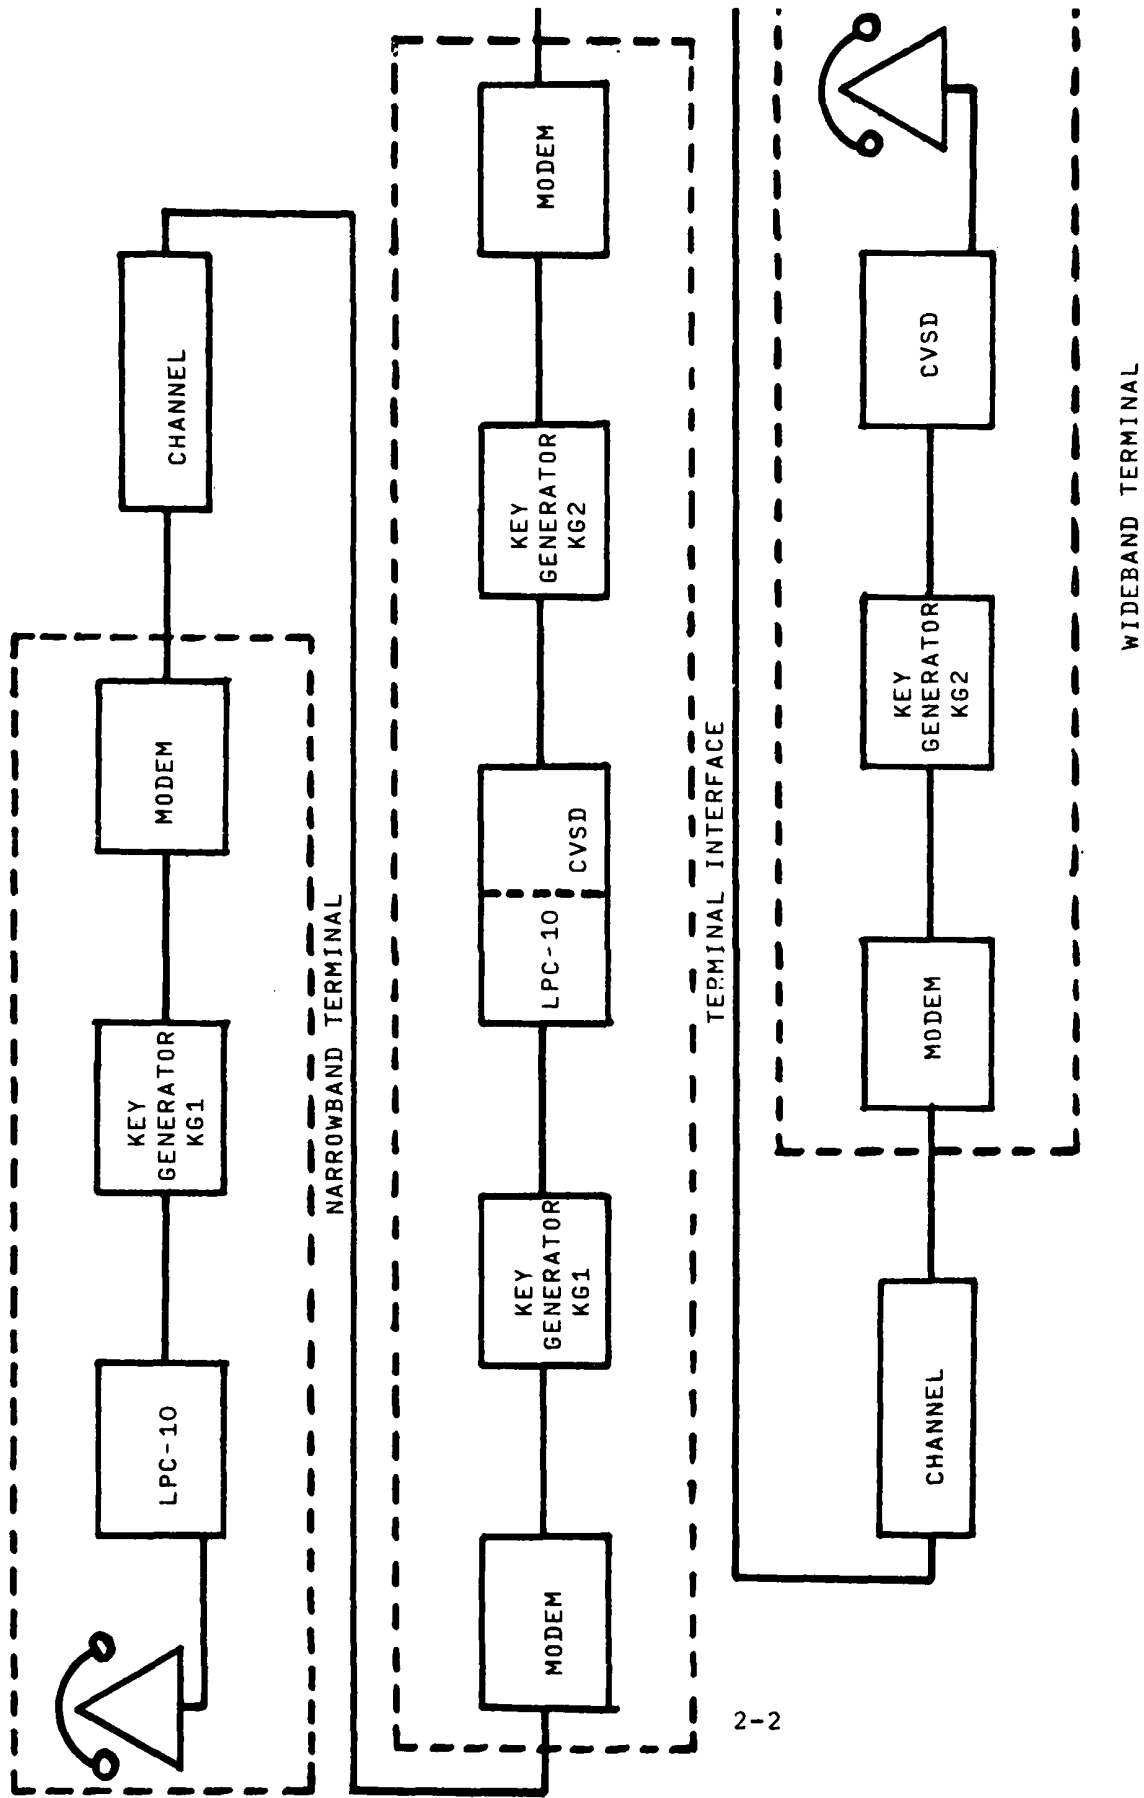 LPC-10
KEY
GENERATOR
KG1
MODEM
CHANNEL
NARROWBAND TERMINAL
MODEM
KEY
GENERATOR
KG1
LPC-10
CVSD
KEY
GENERATOR
KG2
MODEM
TERMINAL INTERFACE
CHANNEL
MODEM
KEY
GENERATOR
KG2
CVSD
WIDEBAND TERMINAL
2-2